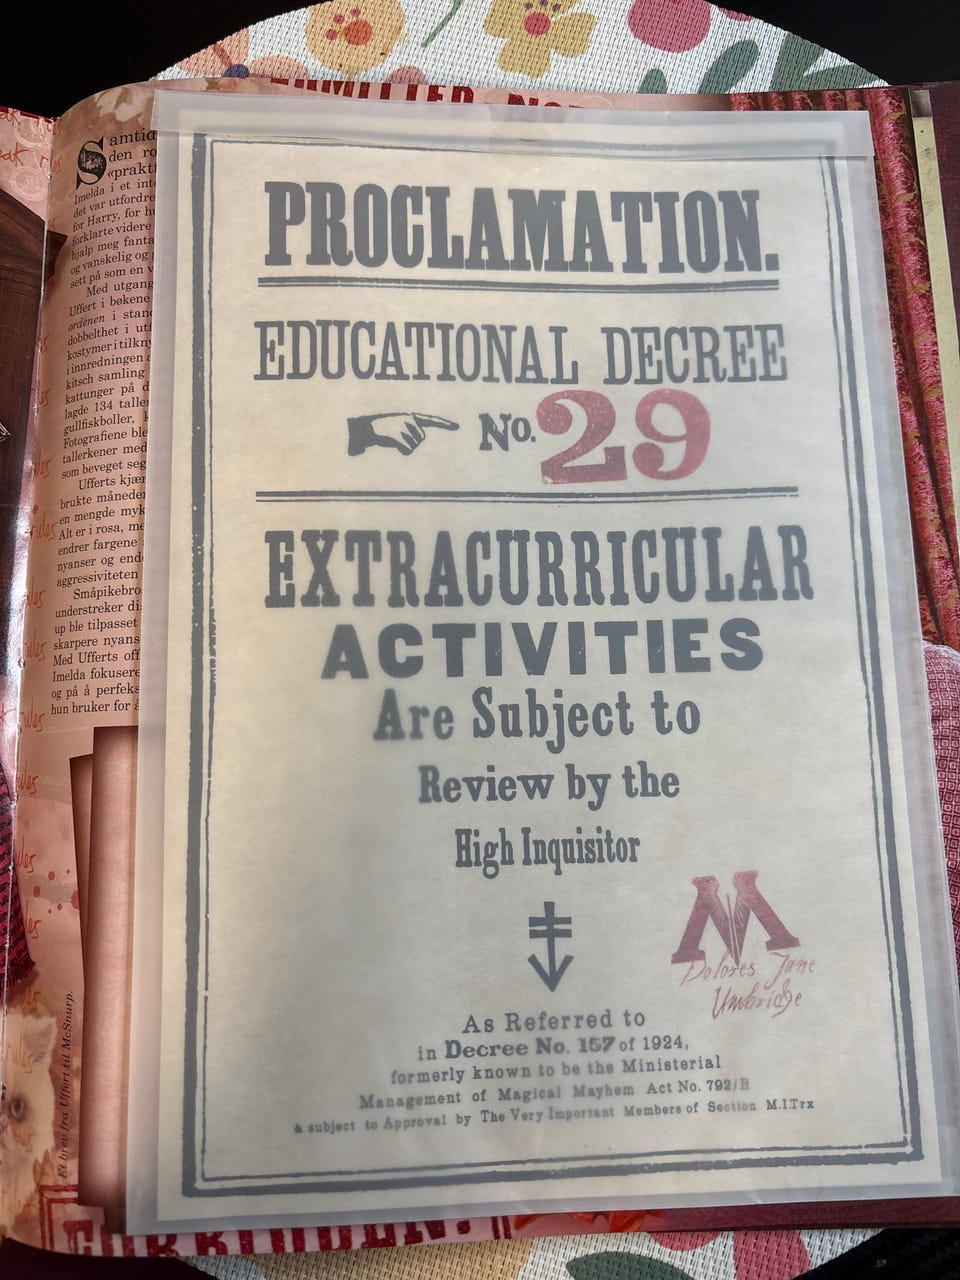 PROCLAMATION.
EDUCATIONAL DECREE
No. 29
EXTRACURRICULAR
ACTIVITIES
Are Subject to
Review by the
High Inquisitor
M
Dolores Jane
Umbridge
As Referred to
in Decree No. 157 of 1924,
formerly known to be the Ministerial
Management of Magical Mayhem Act No. 792/B
& subject to Approval by The Very Important Members of Section M.I.Trx
Samtid
den ro
«prakt
Imelda i et int
det var utfordre
for Harry, for h
forklarte videre
hjalp meg fanta
og vanskelig og
sett på som en v
Med utgang
Uffert i bøkene
ordenen i stan
dobbelthet i utf
kostymer i tilkny
i innredningen
kitsch samling
kattunger på d
lagde 134 taller
gullfiskboller,
Fotografiene ble
tallerkener med
som beveget seg
Ufferts kjær
brukte måneder
en mengde myk
Alt er i rosa, me
endrer fargene
nyanser og end
aggressiviteten
Småpikebro
understreker di
up ble tilpasset
skarpere nyans
Med Ufferts off
Imelda fokusere
og på å perfeks
hun bruker for å
Et brev fra Uffert til McSnurp.
rules